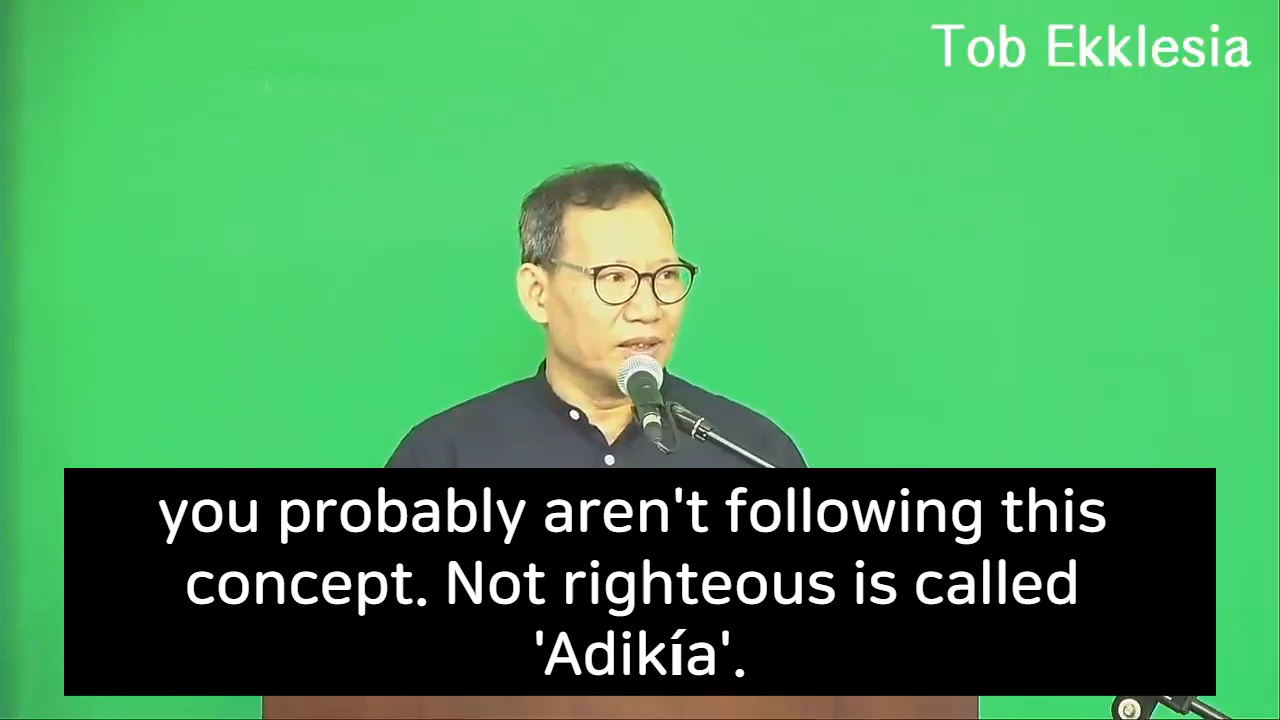 Tob Ekklesia
you probably aren't following this
concept. Not righteous is called
'Adikía'.